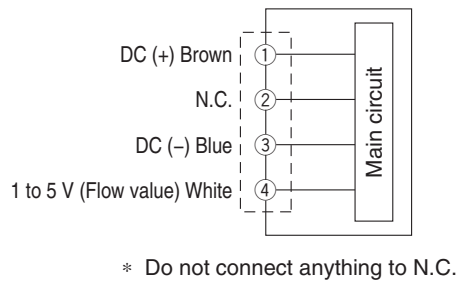 DC (+) Brown 1
N.C. 2
DC (−) Blue 3
1 to 5 V (Flow value) White 4
Main circuit
* Do not connect anything to N.C.